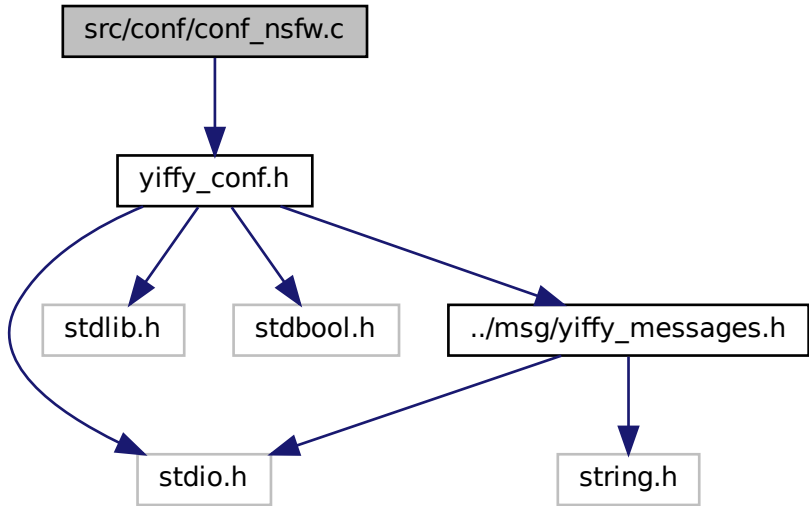 src/conf/conf_nsfw.c
yiffy_conf.h
stdlib.h
stdbool.h
../msg/yiffy_messages.h
stdio.h
string.h